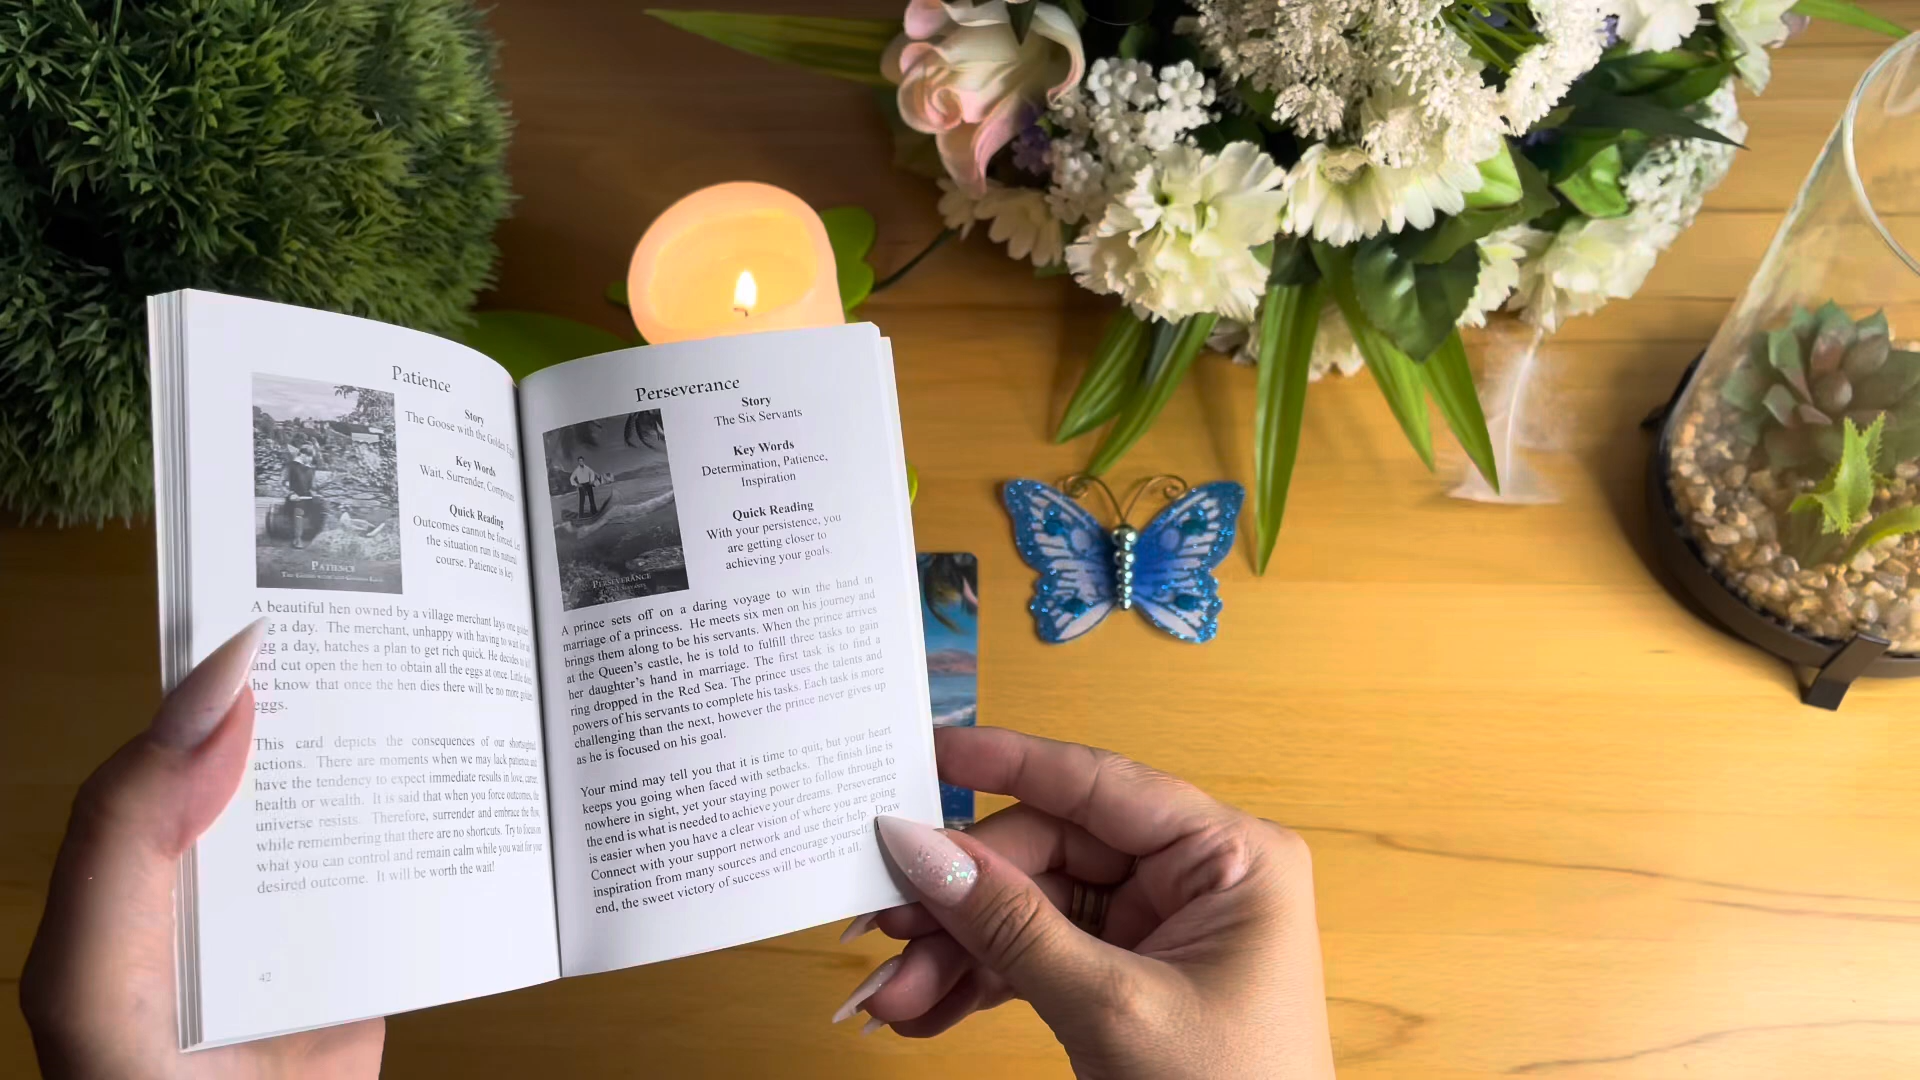 Patience
Story
The Goose with the Golden
Key Words
Wait, Surrender,
Quick Reading
Outcomes cannot be forced.
the situation run its natural
course. Patience is key.
PATIENCE
THE GOOSE WITH THE GOLDEN EGGS
A beautiful hen owned by a village merchant lays one golden
a day. The merchant, unhappy with having to wait for
egg a day, hatches a plan to get rich quick. He decides to
and cut open the hen to obtain all the eggs at once. Little
he know that once the hen dies there will be no more golden
eggs.
This card depicts the consequences of our shortsighted
actions. There are moments when we may lack patience and
have the tendency to expect immediate results in love, career,
health or wealth. It is said that when you force outcomes, the
universe resists. Therefore, surrender and embrace the flow,
while remembering that there are no shortcuts. Try to focus on
what you can control and remain calm while you wait for your
desired outcome. It will be worth the wait!
42
Perseverance
Story
The Six Servants
Key Words
Determination, Patience,
Inspiration
Quick Reading
With your persistence, you
are getting closer to
achieving your goals.
PERSEVERANCE
A prince sets off on a daring voyage to win the hand in
marriage of a princess. He meets six men on his journey and
brings them along to be his servants. When the prince arrives
at the Queen's castle, he is told to fulfill three tasks to gain
her daughter's hand in marriage. The first task is to find a
ring dropped in the Red Sea. The prince uses the talents and
powers of his servants to complete his tasks. Each task is more
challenging than the next, however the prince never gives up
as he is focused on his goal.
Your mind may tell you that it is time to quit, but your heart
keeps you going when faced with setbacks. The finish line is
nowhere in sight, yet your staying power to follow through to
the end is what is needed to achieve your dreams. Perseverance
is easier when you have a clear vision of where you are going
Connect with your support network and use their help. Draw
inspiration from many sources and encourage yourself.
end, the sweet victory of success will be worth it all.